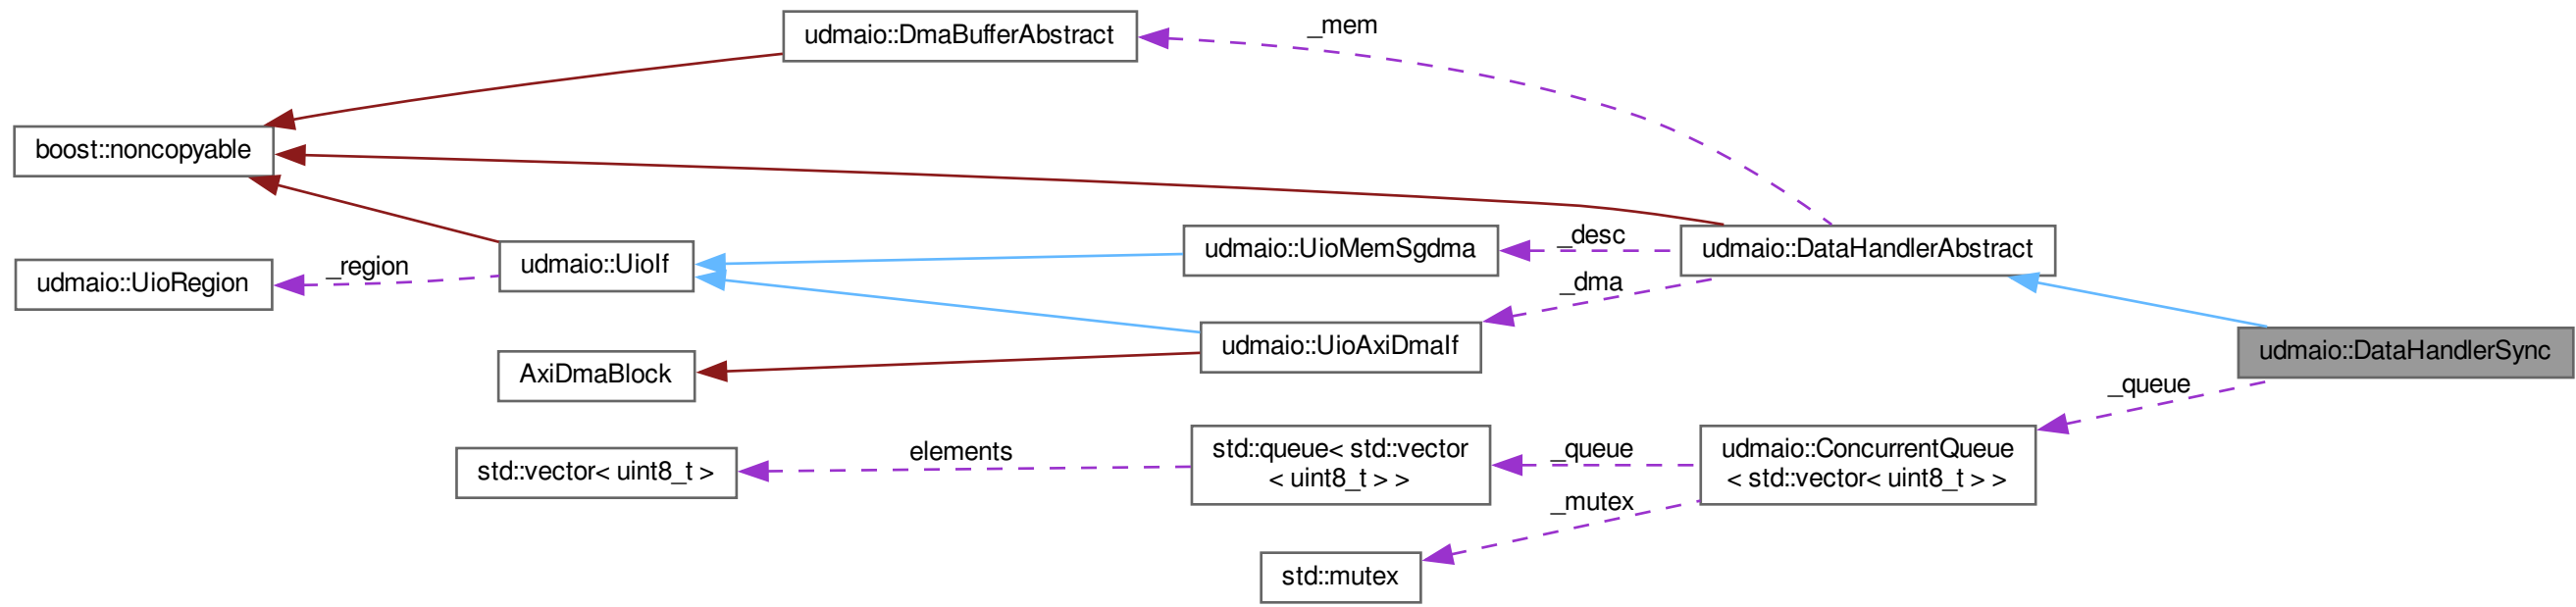 udmaio::DmaBufferAbstract
_mem
boost::noncopyable
udmaio::UioIf
udmaio::UioMemSgdma
_desc
udmaio::DataHandlerAbstract
udmaio::UioRegion
_region
_dma
AxiDmaBlock
udmaio::UioAxiDmaIf
udmaio::DataHandlerSync
_queue
std::vector< uint8_t >
elements
std::queue< std::vector
< uint8_t > >
_queue
udmaio::ConcurrentQueue
< std::vector< uint8_t > >
_mutex
std::mutex